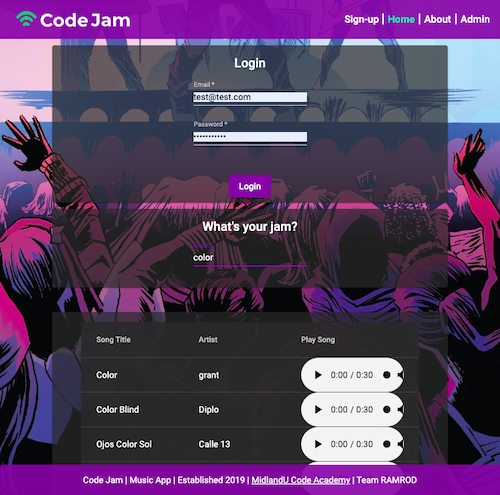 Code Jam
Sign-up | Home | About | Admin
Login
Email *
test@test.com
Password *
Login
What's your jam?
color
Song Title Artist Play Song
Color grant 0:00 / 0:30
Color Blind Diplo 0:00 / 0:30
Ojos Color Sol Calle 13 0:00 / 0:30
Code Jam | Music App | Established 2019 | MidlandU Code Academy | Team RAMROD